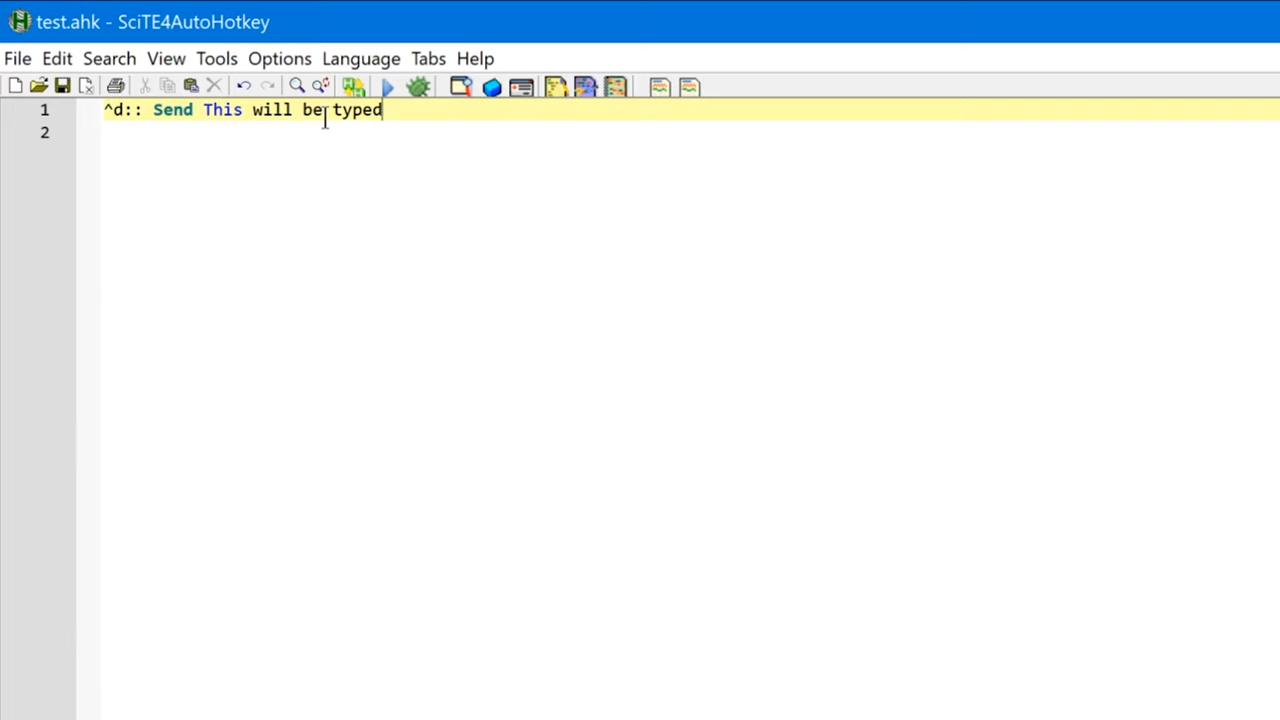 test.ahk - SciTE4AutoHotkey
File Edit Search View Tools Options Language Tabs Help
1 ^d:: Send This will be typed
2